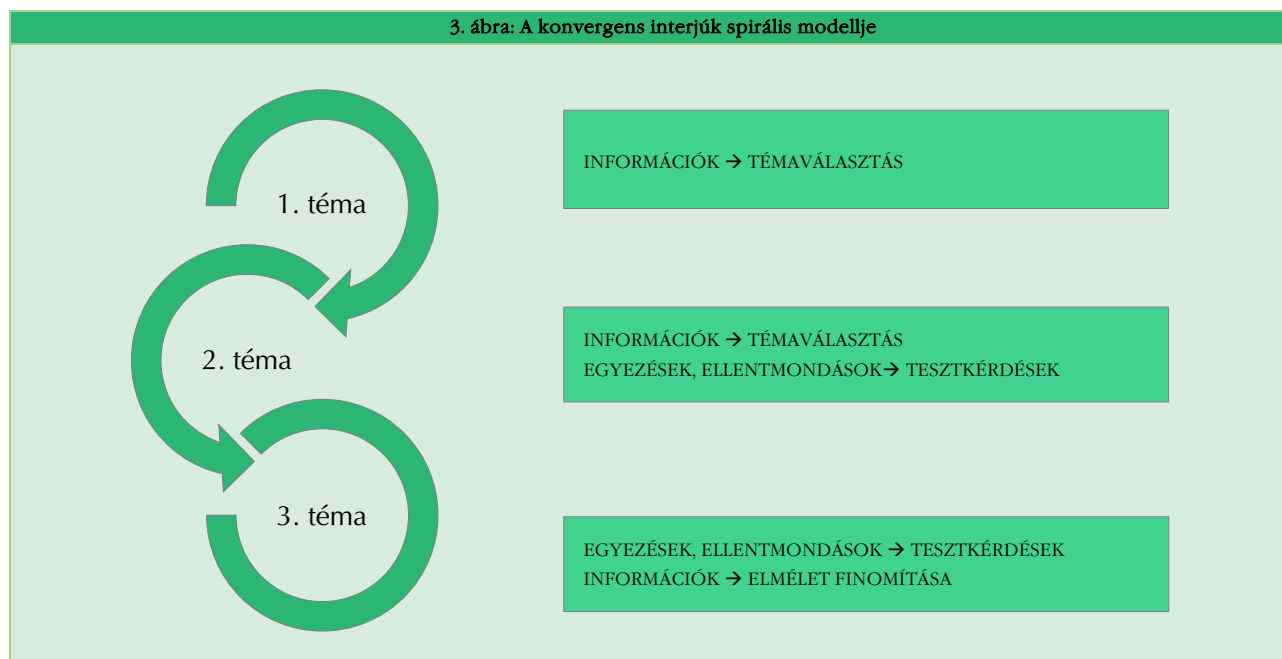 3. ábra: A konvergens interjúk spirális modellje
1. téma
INFORMÁCIÓK → TÉMAVÁLASZTÁS
2. téma
INFORMÁCIÓK → TÉMAVÁLASZTÁS
EGYEZÉSEK, ELLENTMONDÁSOK→ TESZTKÉRDÉSEK
3. téma
EGYEZÉSEK, ELLENTMONDÁSOK → TESZTKÉRDÉSEK
INFORMÁCIÓK → ELMÉLET FINOMÍTÁSA